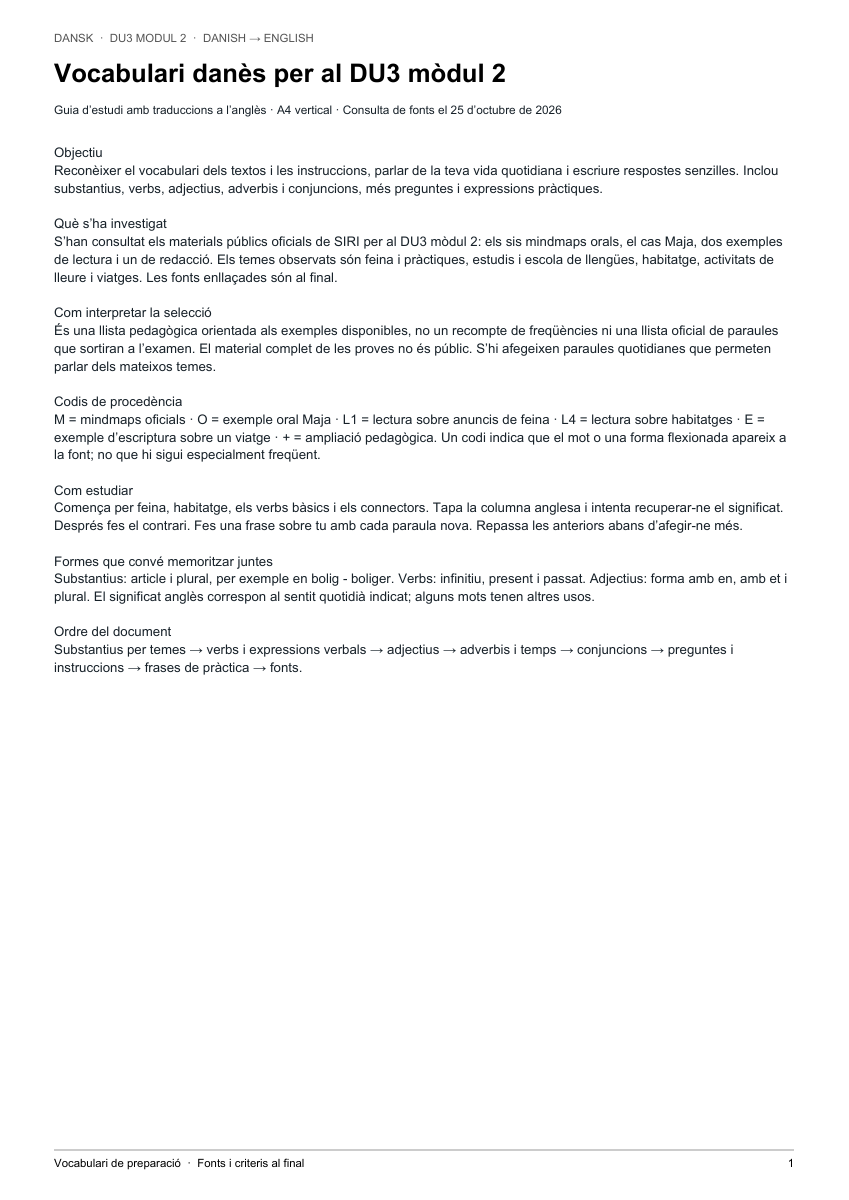 DANSK · DU3 MODUL 2 · DANISH → ENGLISH
Vocabulari danès per al DU3 mòdul 2
Guia d’estudi amb traduccions a l’anglès · A4 vertical · Consulta de fonts el 25 d’octubre de 2026
Objectiu
Reconèixer el vocabulari dels textos i les instruccions, parlar de la teva vida quotidiana i escriure respostes senzilles. Inclou
substantius, verbs, adjectius, adverbis i conjuncions, més preguntes i expressions pràctiques.
Què s’ha investigat
S’han consultat els materials públics oficials de SIRI per al DU3 mòdul 2: els sis mindmaps orals, el cas Maja, dos exemples
de lectura i un de redacció. Els temes observats són feina i pràctiques, estudis i escola de llengües, habitatge, activitats de
lleure i viatges. Les fonts enllaçades són al final.
Com interpretar la selecció
És una llista pedagògica orientada als exemples disponibles, no un recompte de freqüències ni una llista oficial de paraules
que sortiran a l’examen. El material complet de les proves no és públic. S’hi afegeixen paraules quotidianes que permeten
parlar dels mateixos temes.
Codis de procedència
M = mindmaps oficials · O = exemple oral Maja · L1 = lectura sobre anuncis de feina · L4 = lectura sobre habitatges · E =
exemple d’escriptura sobre un viatge · + = ampliació pedagògica. Un codi indica que el mot o una forma flexionada apareix a
la font; no que hi sigui especialment freqüent.
Com estudiar
Comença per feina, habitatge, els verbs bàsics i els connectors. Tapa la columna anglesa i intenta recuperar-ne el significat.
Després fes el contrari. Fes una frase sobre tu amb cada paraula nova. Repassa les anteriors abans d’afegir-ne més.
Formes que convé memoritzar juntes
Substantius: article i plural, per exemple en bolig - boliger. Verbs: infinitiu, present i passat. Adjectius: forma amb en, amb et i
plural. El significat anglès correspon al sentit quotidià indicat; alguns mots tenen altres usos.
Ordre del document
Substantius per temes → verbs i expressions verbals → adjectius → adverbis i temps → conjuncions → preguntes i
instruccions → frases de pràctica → fonts.
Vocabulari de preparació · Fonts i criteris al final 1